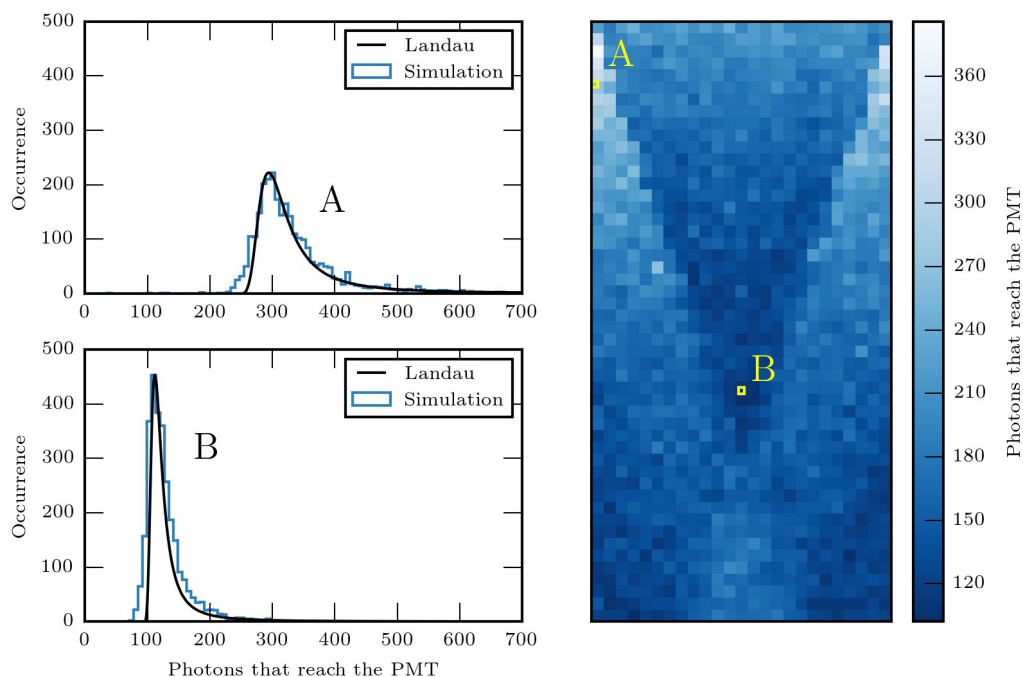 500
400
300
200
100
0
Occurrence
Landau
Simulation
A
0 100 200 300 400 500 600 700
500
400
300
200
100
0
Occurrence
Landau
Simulation
B
0 100 200 300 400 500 600 700
Photons that reach the PMT
A
B
360
330
300
270
240
210
180
150
120
Photons that reach the PMT